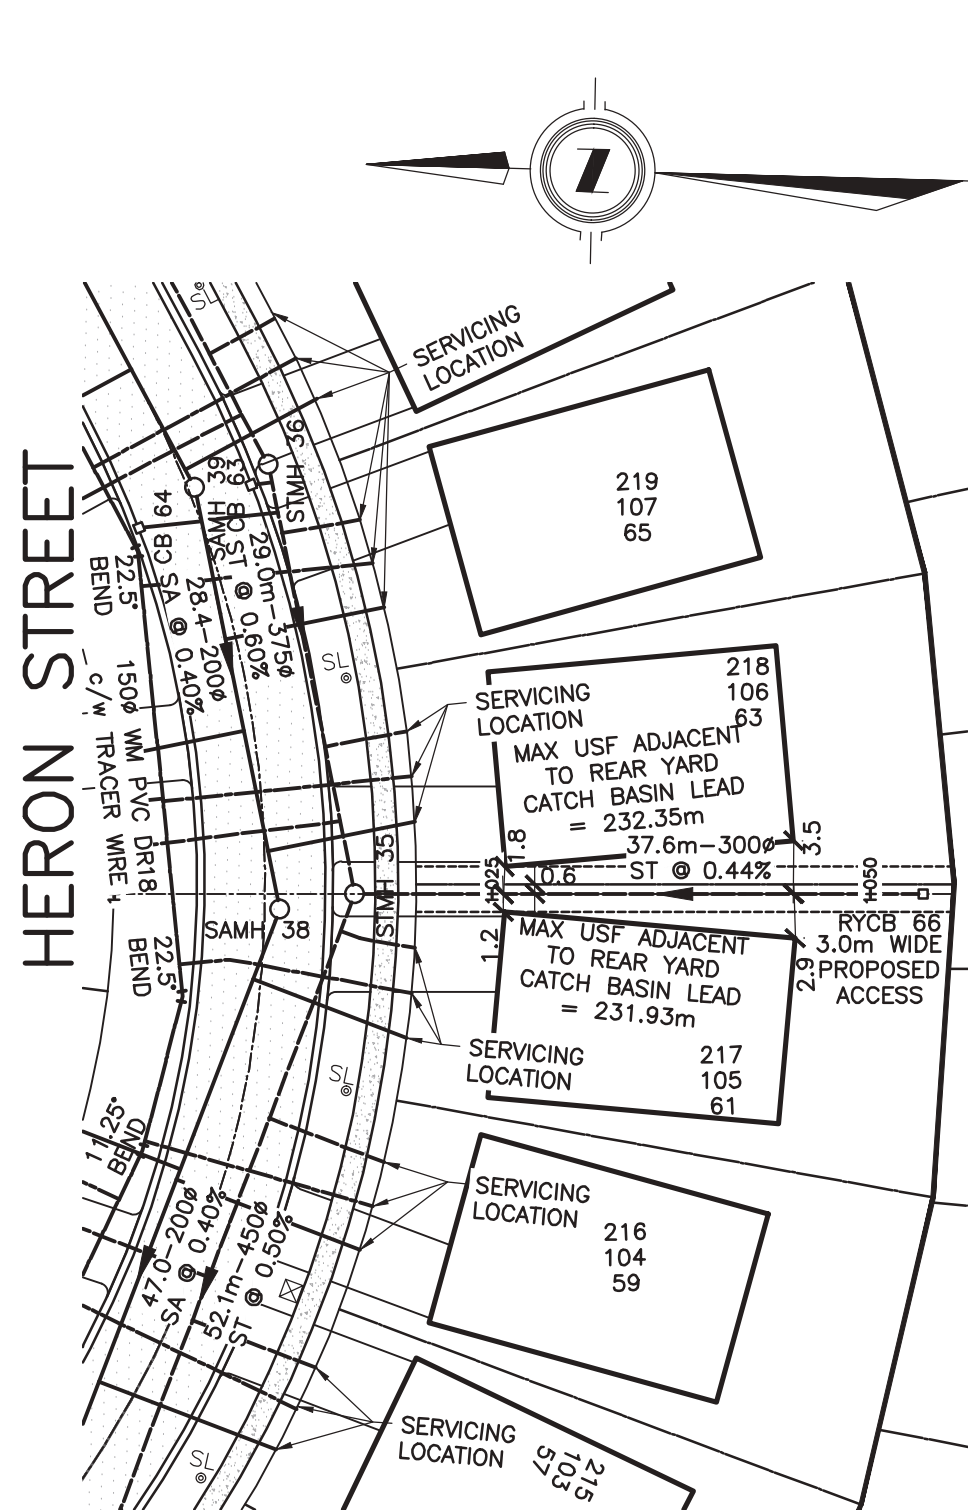 N
HERON STREET
SL
SERVICING
LOCATION
STMH 36
SAMH 39
CB 63
CB 64
219
107
65
22.5°
BEND
28.4-200ø
SA @ 0.40%
29.0m-375ø
ST @ 0.60%
150ø WM PVC DR18
c/w TRACER WIRE
SL
SERVICING
LOCATION
218
106
63
MAX USF ADJACENT
TO REAR YARD
CATCH BASIN LEAD
= 232.35m
1.8
37.6m-300ø
ST @ 0.44%
3.5
0.6
1+025
1+050
STMH 35
SAMH 38
RYCB 66
3.0m WIDE
PROPOSED
ACCESS
1.2
2.9
MAX USF ADJACENT
TO REAR YARD
CATCH BASIN LEAD
= 231.93m
22.5°
BEND
SERVICING
LOCATION
217
105
61
SL
11.25°
BEND
SERVICING
LOCATION
216
104
59
47.0-200ø
SA @ 0.40%
52.1m-450ø
ST @ 0.50%
SERVICING
LOCATION
215
103
57
SL